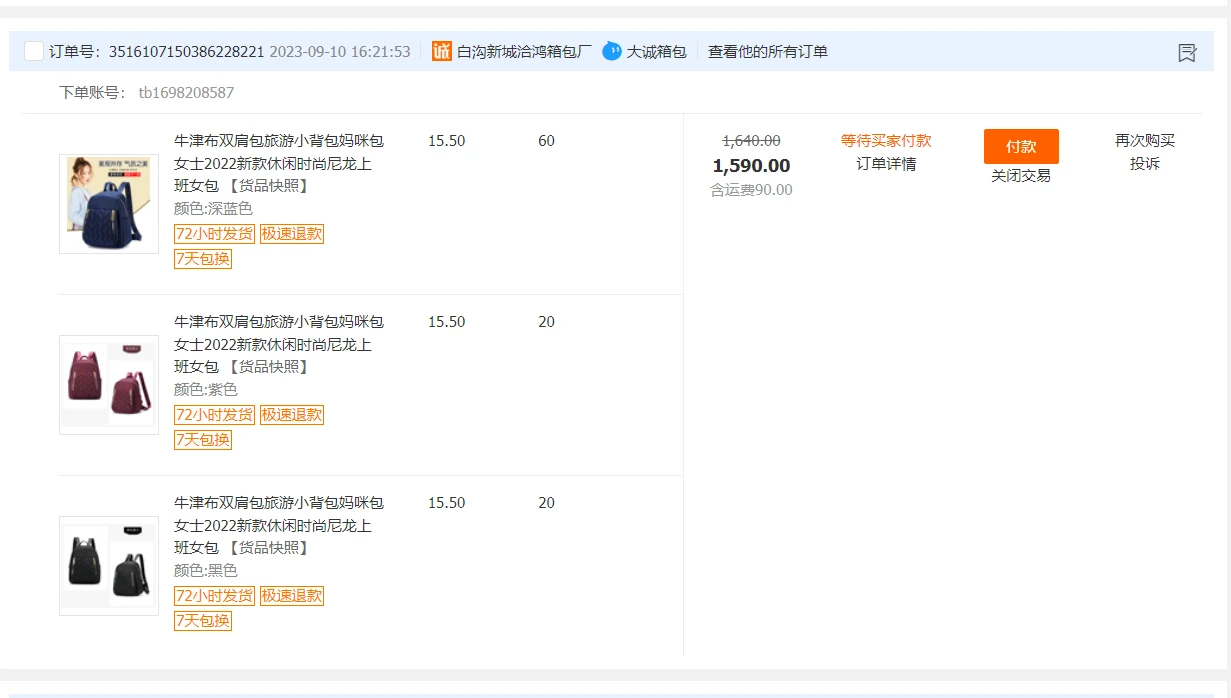 订单号：3516107150386228221 2023-09-10 16:21:53 诚 白沟新城洽鸿箱包厂 大诚箱包 查看他的所有订单
下单账号： tb1698208587
牛津布双肩包旅游小背包妈咪包
女士2022新款休闲时尚尼龙上
班女包 【货品快照】
颜色:深蓝色
72小时发货 极速退款
7天包换
15.50
60
1,640.00
1,590.00
含运费90.00
等待买家付款
订单详情
付款
关闭交易
再次购买
投诉
牛津布双肩包旅游小背包妈咪包
女士2022新款休闲时尚尼龙上
班女包 【货品快照】
颜色:紫色
72小时发货 极速退款
7天包换
15.50
20
牛津布双肩包旅游小背包妈咪包
女士2022新款休闲时尚尼龙上
班女包 【货品快照】
颜色:黑色
72小时发货 极速退款
7天包换
15.50
20